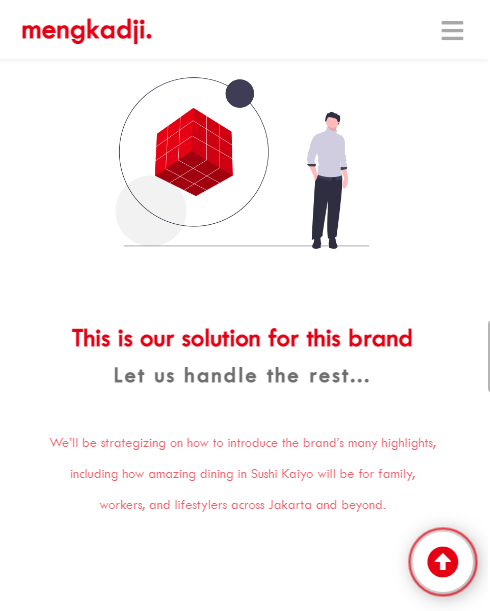 mengkadji.
This is our solution for this brand
Let us handle the rest...
We'll be strategizing on how to introduce the brand's many highlights,
including how amazing dining in Sushi Kaiyo will be for family,
workers, and lifestylers across Jakarta and beyond.